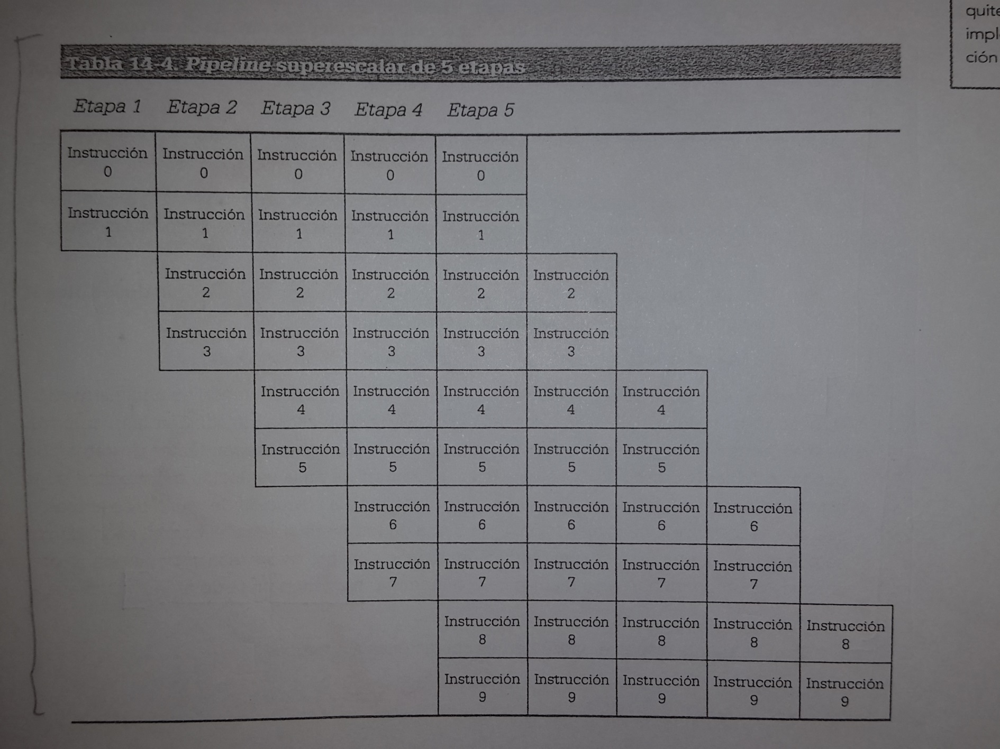 quite
impl
ción
Tabla 14-4. Pipeline superescalar de 5 etapas
Etapa 1 Etapa 2 Etapa 3 Etapa 4 Etapa 5
Instrucción Instrucción Instrucción Instrucción Instrucción
0 0 0 0 0
Instrucción Instrucción Instrucción Instrucción Instrucción
1 1 1 1 1
Instrucción Instrucción Instrucción Instrucción Instrucción
2 2 2 2 2
Instrucción Instrucción Instrucción Instrucción Instrucción
3 3 3 3 3
Instrucción Instrucción Instrucción Instrucción Instrucción
4 4 4 4 4
Instrucción Instrucción Instrucción Instrucción Instrucción
5 5 5 5 5
Instrucción Instrucción Instrucción Instrucción Instrucción
6 6 6 6 6
Instrucción Instrucción Instrucción Instrucción Instrucción
7 7 7 7 7
Instrucción Instrucción Instrucción Instrucción Instrucción
8 8 8 8 8
Instrucción Instrucción Instrucción Instrucción Instrucción
9 9 9 9 9